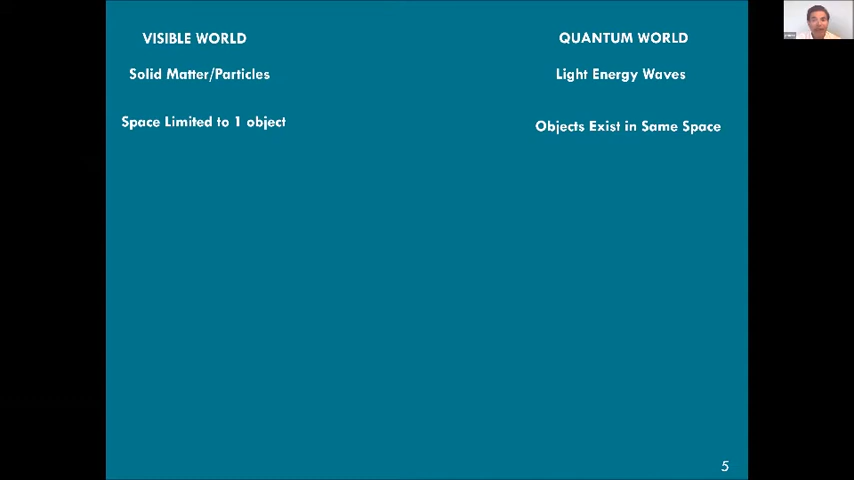 VISIBLE WORLD
QUANTUM WORLD
Solid Matter/Particles
Light Energy Waves
Space Limited to 1 object
Objects Exist in Same Space
5